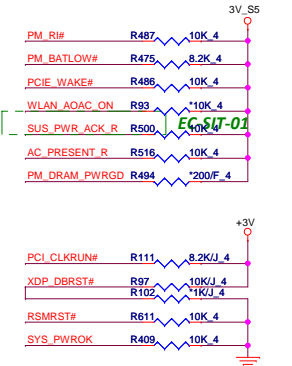 3V_S5
PM_RI# R487 10K_4
PM_BATLOW# R475 8.2K_4
PCIE_WAKE# R486 10K_4
WLAN_AOAC_ON R93 *10K_4
EC-SIT-01
SUS_PWR_ACK_R R500 10K_4
AC_PRESENT_R R516 10K_4
PM_DRAM_PWRGD R494 *200/F_4
+3V
PCI_CLKRUN# R111 8.2K/J_4
XDP_DBRST# R97 10K/J_4
R102 *1K/J_4
RSMRST# R611 10K_4
SYS_PWROK R409 10K_4